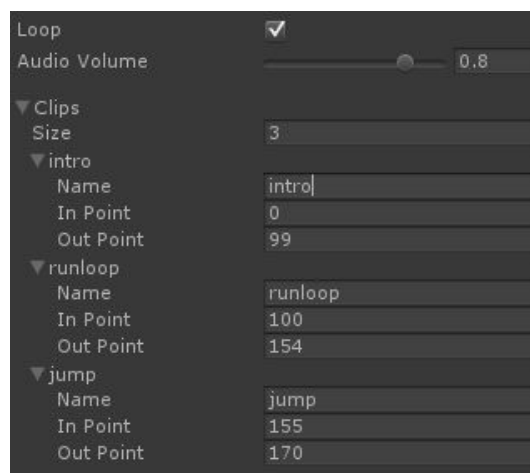 Loop
Audio Volume 0.8
Clips
Size 3
intro
Name intro
In Point 0
Out Point 99
runloop
Name runloop
In Point 100
Out Point 154
jump
Name jump
In Point 155
Out Point 170